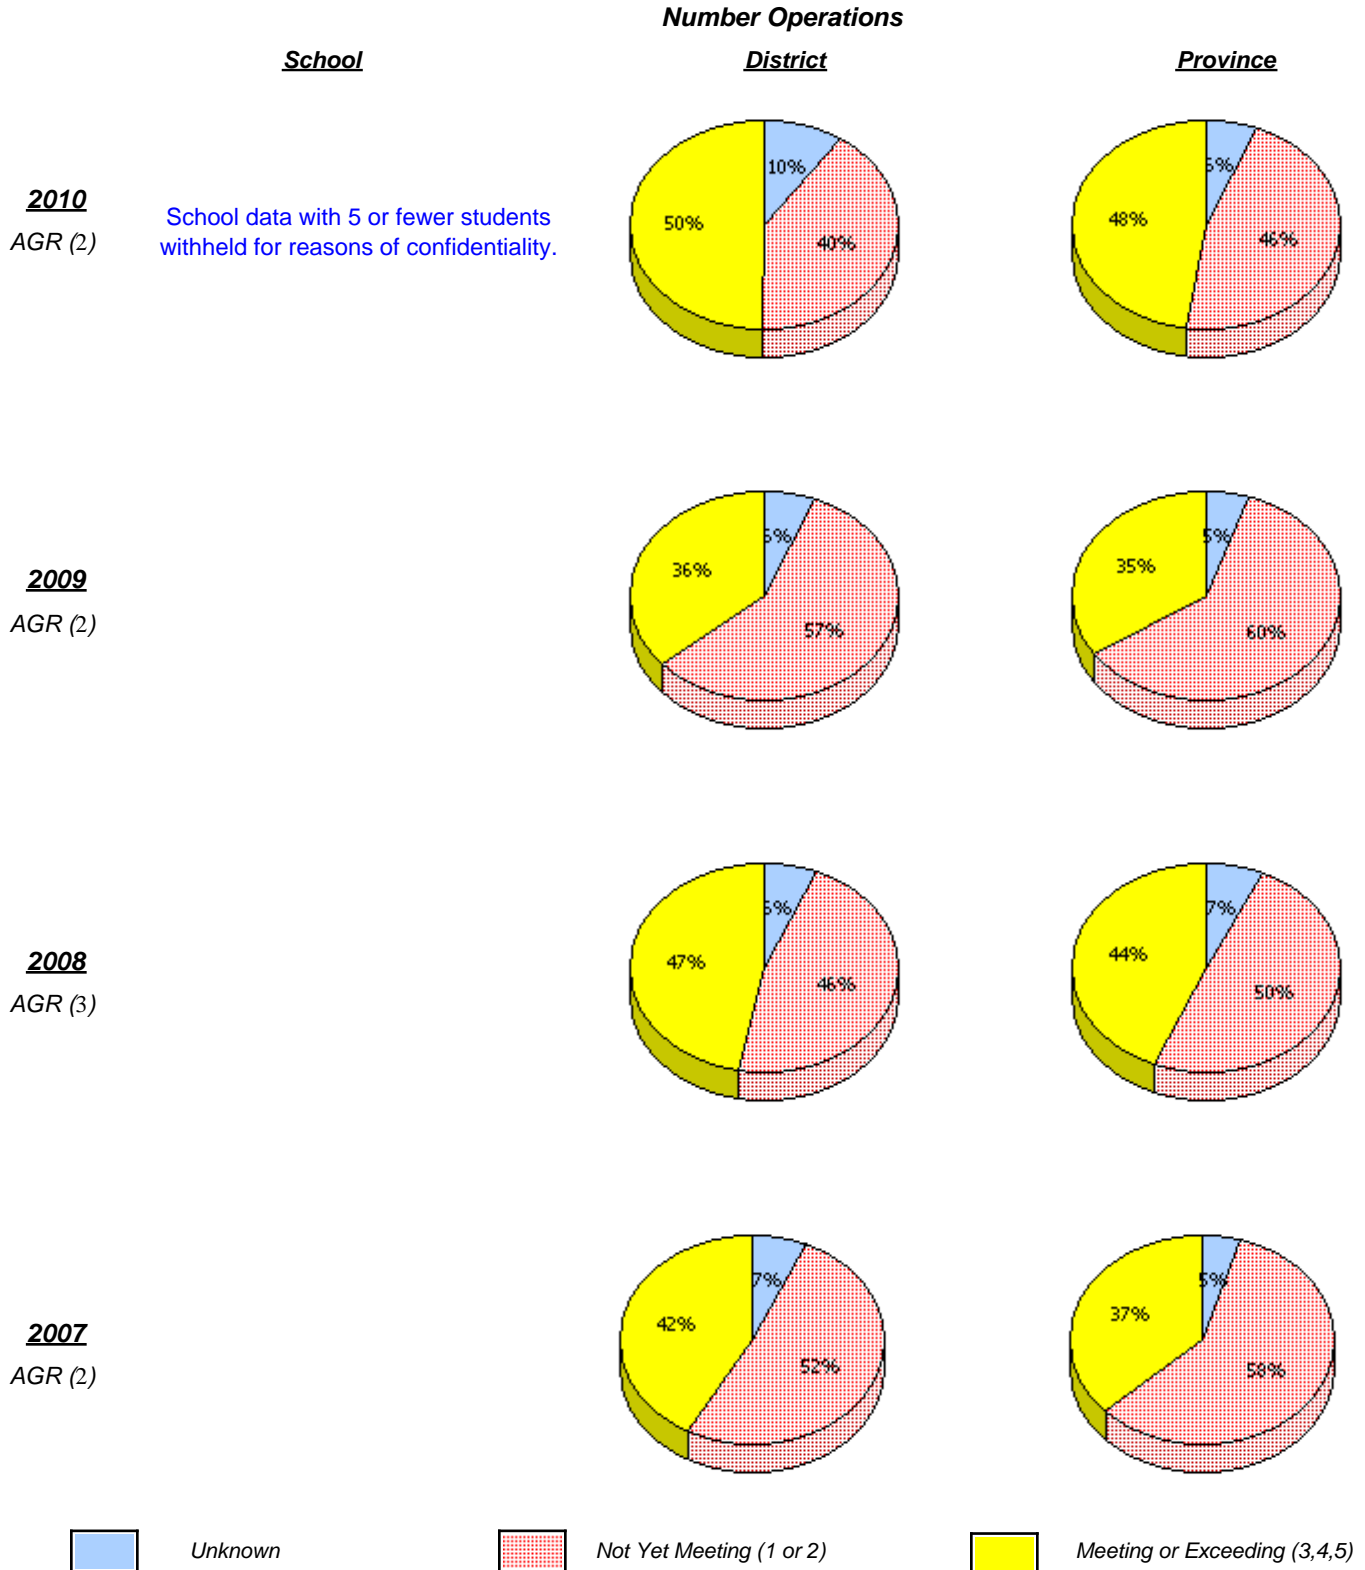 Number Operations
School District Province
2010
AGR (2)
School data with 5 or fewer students
withheld for reasons of confidentiality.
10%
50%
40%
48%
46%
2009
AGR (2)
36%
57%
5%
35%
60%
2008
AGR (3)
47%
46%
7%
44%
50%
2007
AGR (2)
7%
42%
52%
5%
37%
58%
Unknown Not Yet Meeting (1 or 2) Meeting or Exceeding (3,4,5)